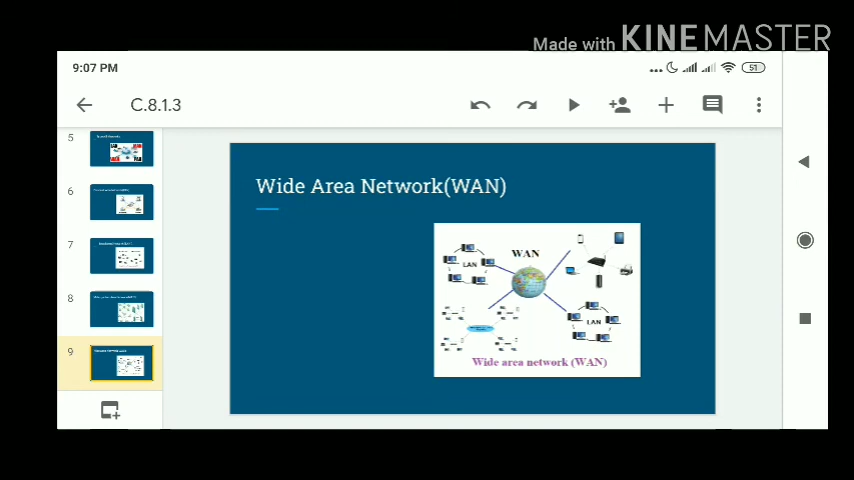 Made with KINEMASTER
9:07 PM
51
C.8.1.3
5
6
7
8
9
Wide Area Network(WAN)
WAN
LAN
LAN
Wide area network (WAN)